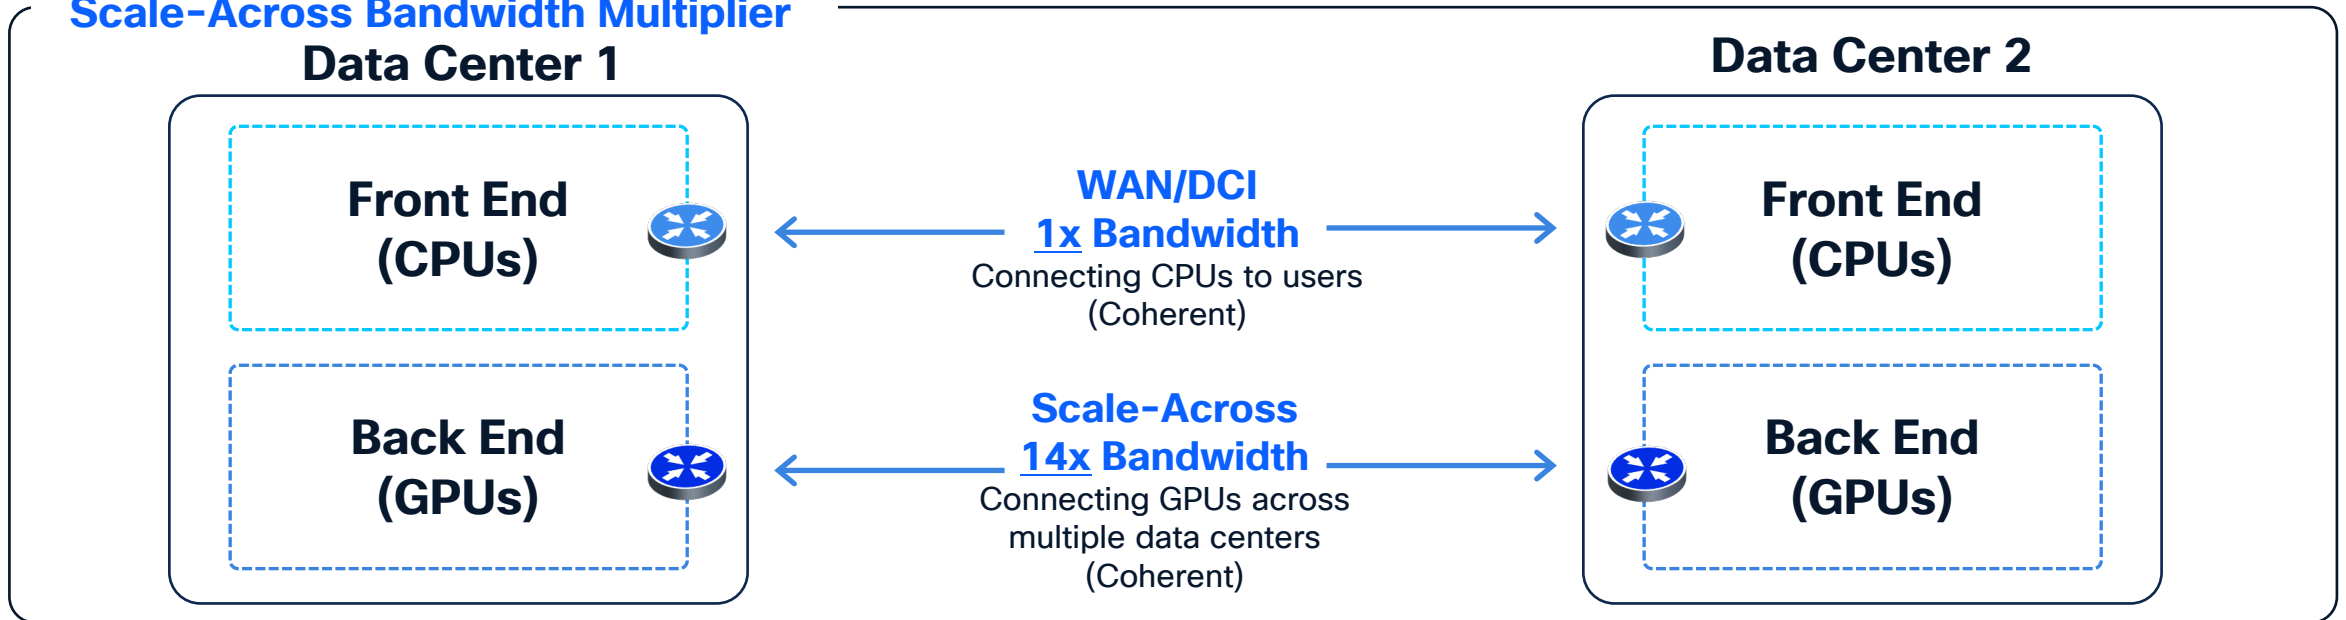 Scale-Across Bandwidth Multiplier
Data Center 1
Front End
(CPUs)
Back End
(GPUs)
WAN/DCI
1x Bandwidth
Connecting CPUs to users
(Coherent)
Scale-Across
14x Bandwidth
Connecting GPUs across
multiple data centers
(Coherent)
Data Center 2
Front End
(CPUs)
Back End
(GPUs)